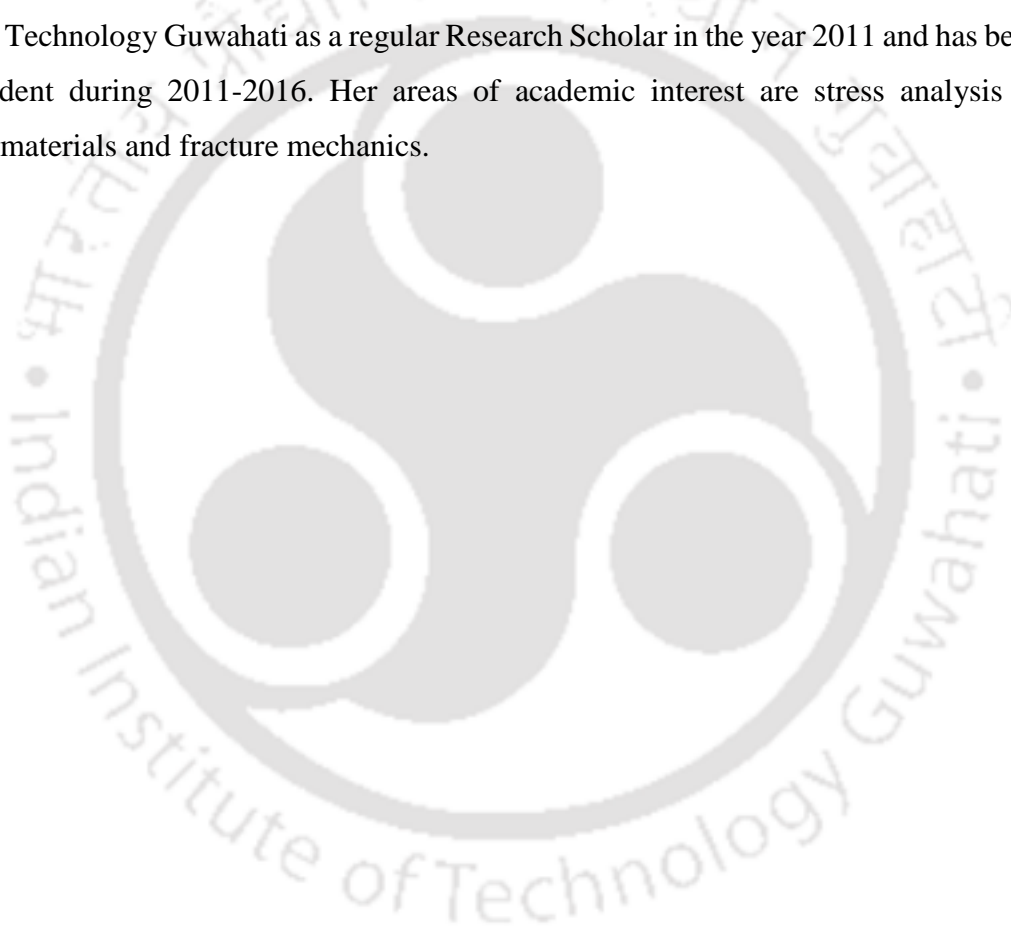 Technology Guwahati as a regular Research Scholar in the year 2011 and has be
dent during 2011-2016. Her areas of academic interest are stress analysis
materials and fracture mechanics.
• Indian Institute of Technology Guwahati •